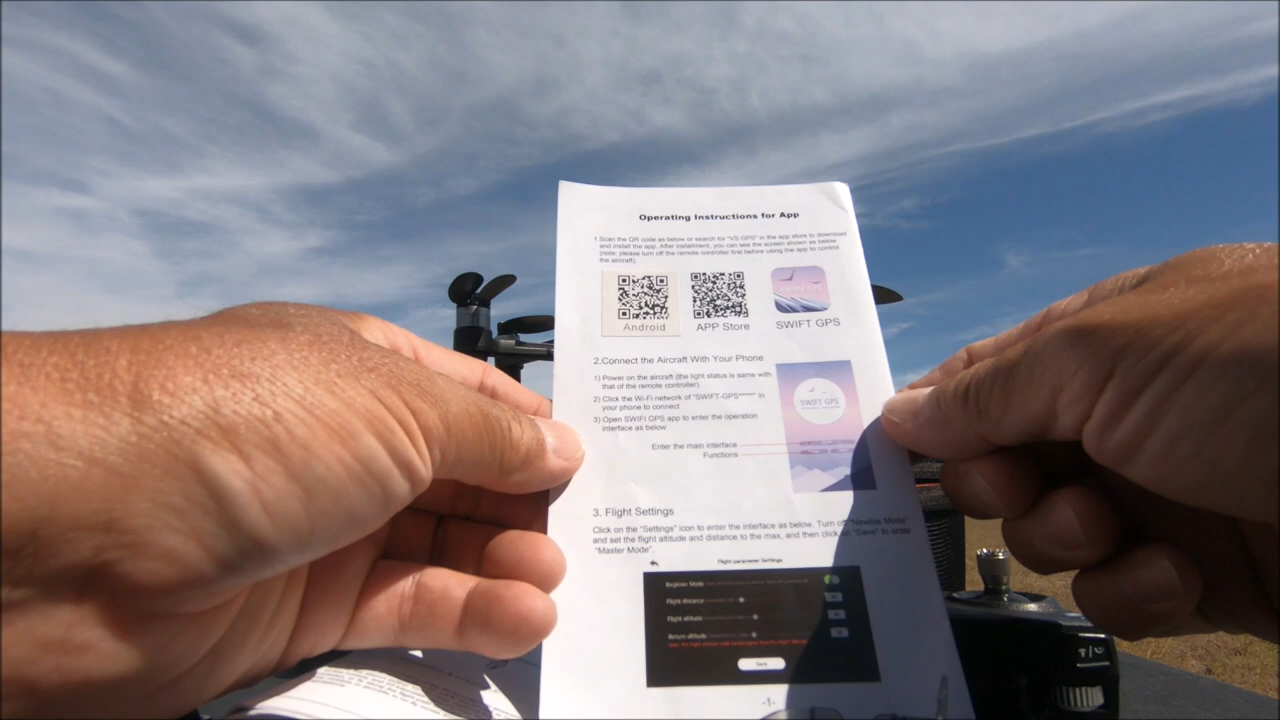 Operating Instructions for App
1.Scan the QR code as below or search for "VS GPS" in the app store to download
and install the app. After installment, you can see the screen shown as below
(note: please turn off the remote controller first before using the app to control
the aircraft).
SWIFT GPS
Android
APP Store
SWIFT GPS
2.Connect the Aircraft With Your Phone
1) Power on the aircraft (the light status is same with
that of the remote controller)
2) Click the Wi-Fi network of "SWIFT-GPS*****" in
your phone to connect
3) Open SWIFI GPS app to enter the operation
interface as below
SWIFT GPS
Enter the main interface
Functions
3. Flight Settings
Click on the "Settings" icon to enter the interface as below. Turn off "Newbie Mode"
and set the flight altitude and distance to the max, and then click on "Save" to enter
"Master Mode".
Flight parameter Settings
Beginner Mode
Flight distance
Flight altitude
Return altitude
Save
-1-